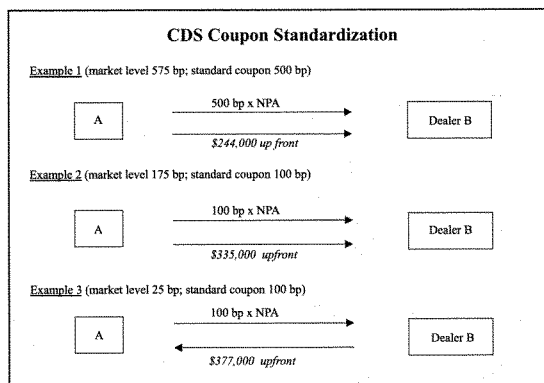 CDS Coupon Standardization
Example 1 (market level 575 bp; standard coupon 500 bp)
500 bp x NPA
A
Dealer B
$244,000 up front
Example 2 (market level 175 bp; standard coupon 100 bp)
100 bp x NPA
A
Dealer B
$335,000 upfront
Example 3 (market level 25 bp; standard coupon 100 bp)
100 bp x NPA
A
Dealer B
$377,000 upfront